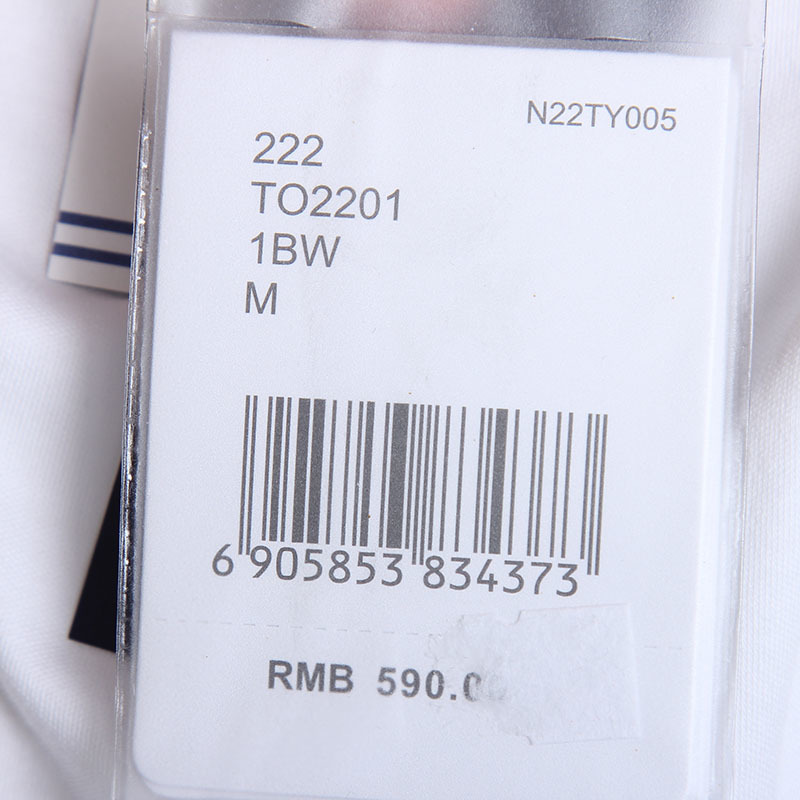 N22TY005
222
TO2201
1BW
M
6 905853 834373
RMB 590.0